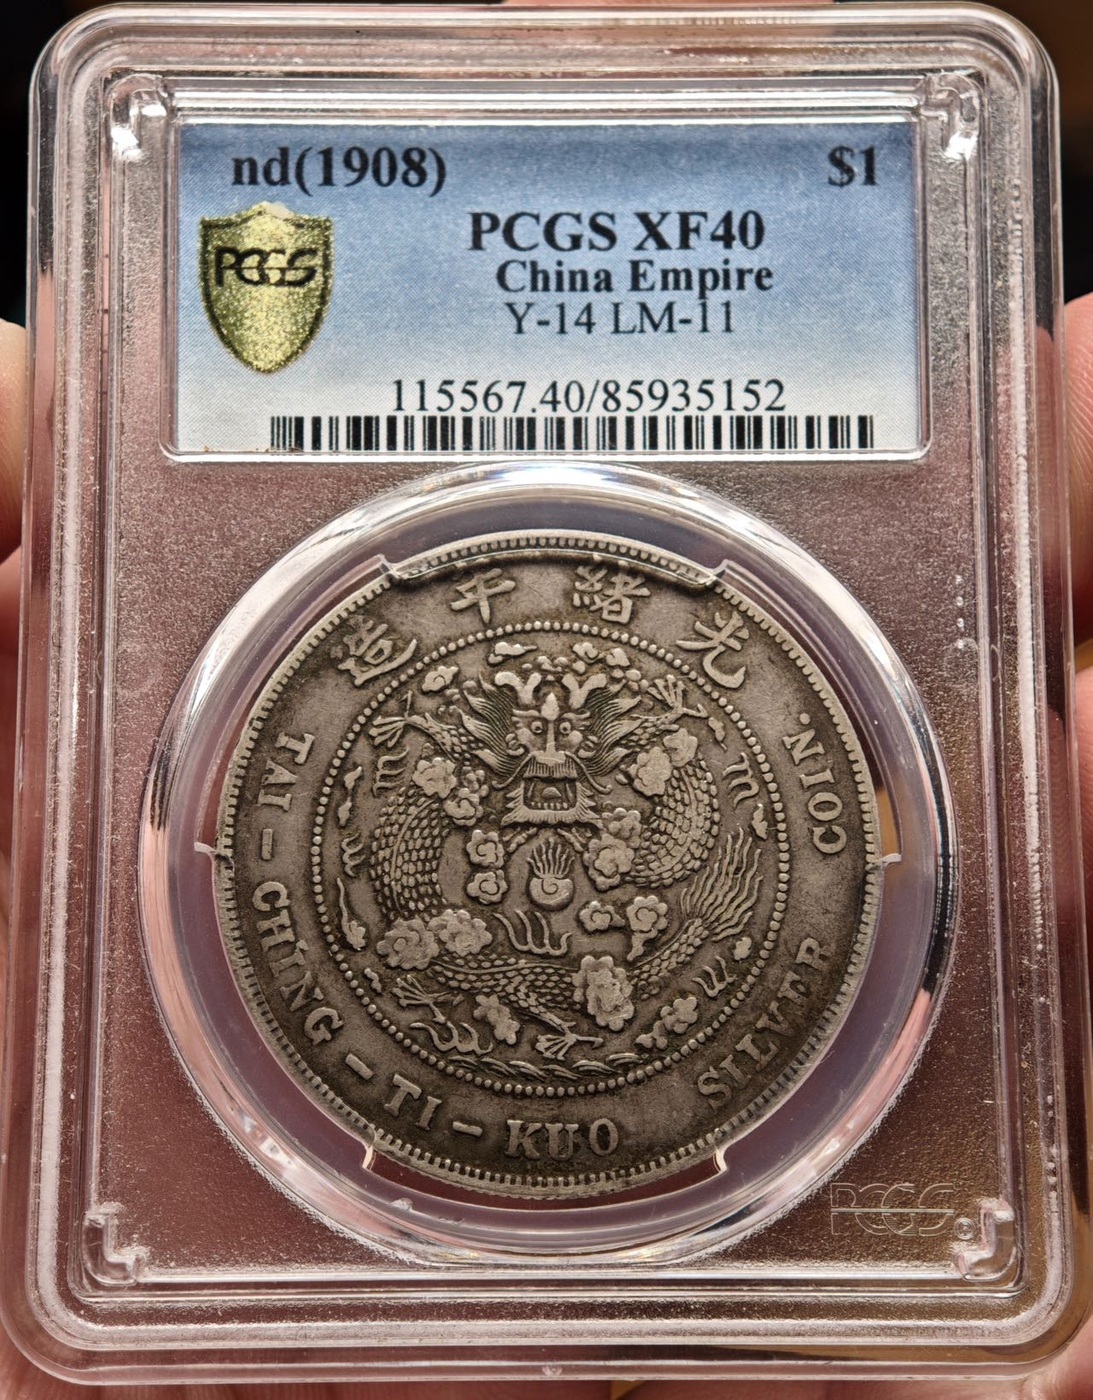 nd(1908) $1
PCGS
PCGS XF40
China Empire
Y-14 LM-11
115567.40/85935152
光緒年造
TAI-CHING-TI-KUO SILVER COIN.
PCGS